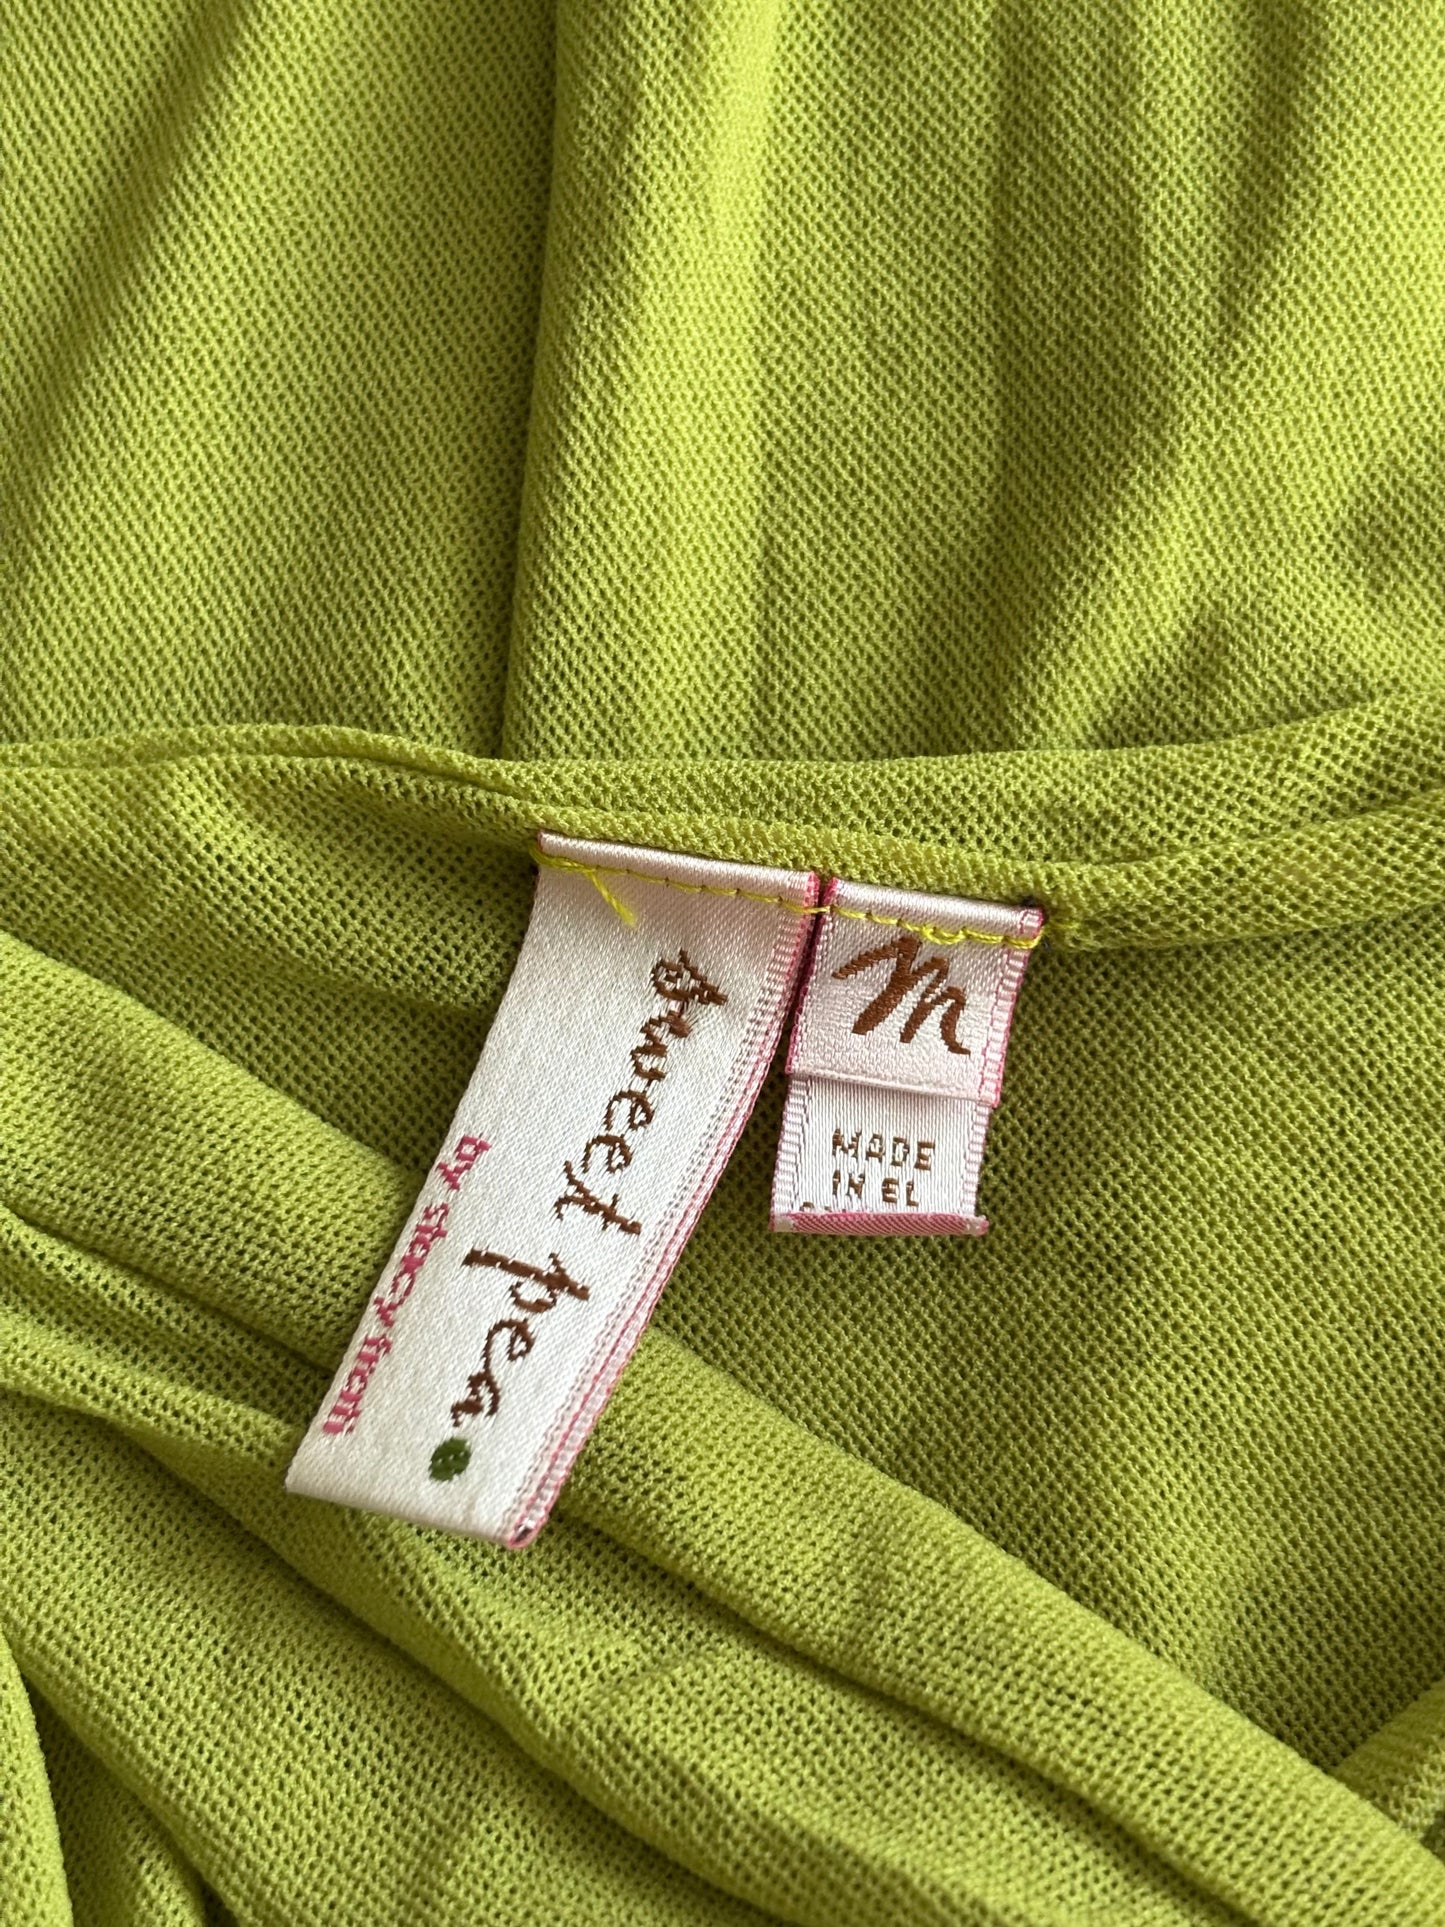 sweet pea
by stacy frati
M
MADE
IN EL